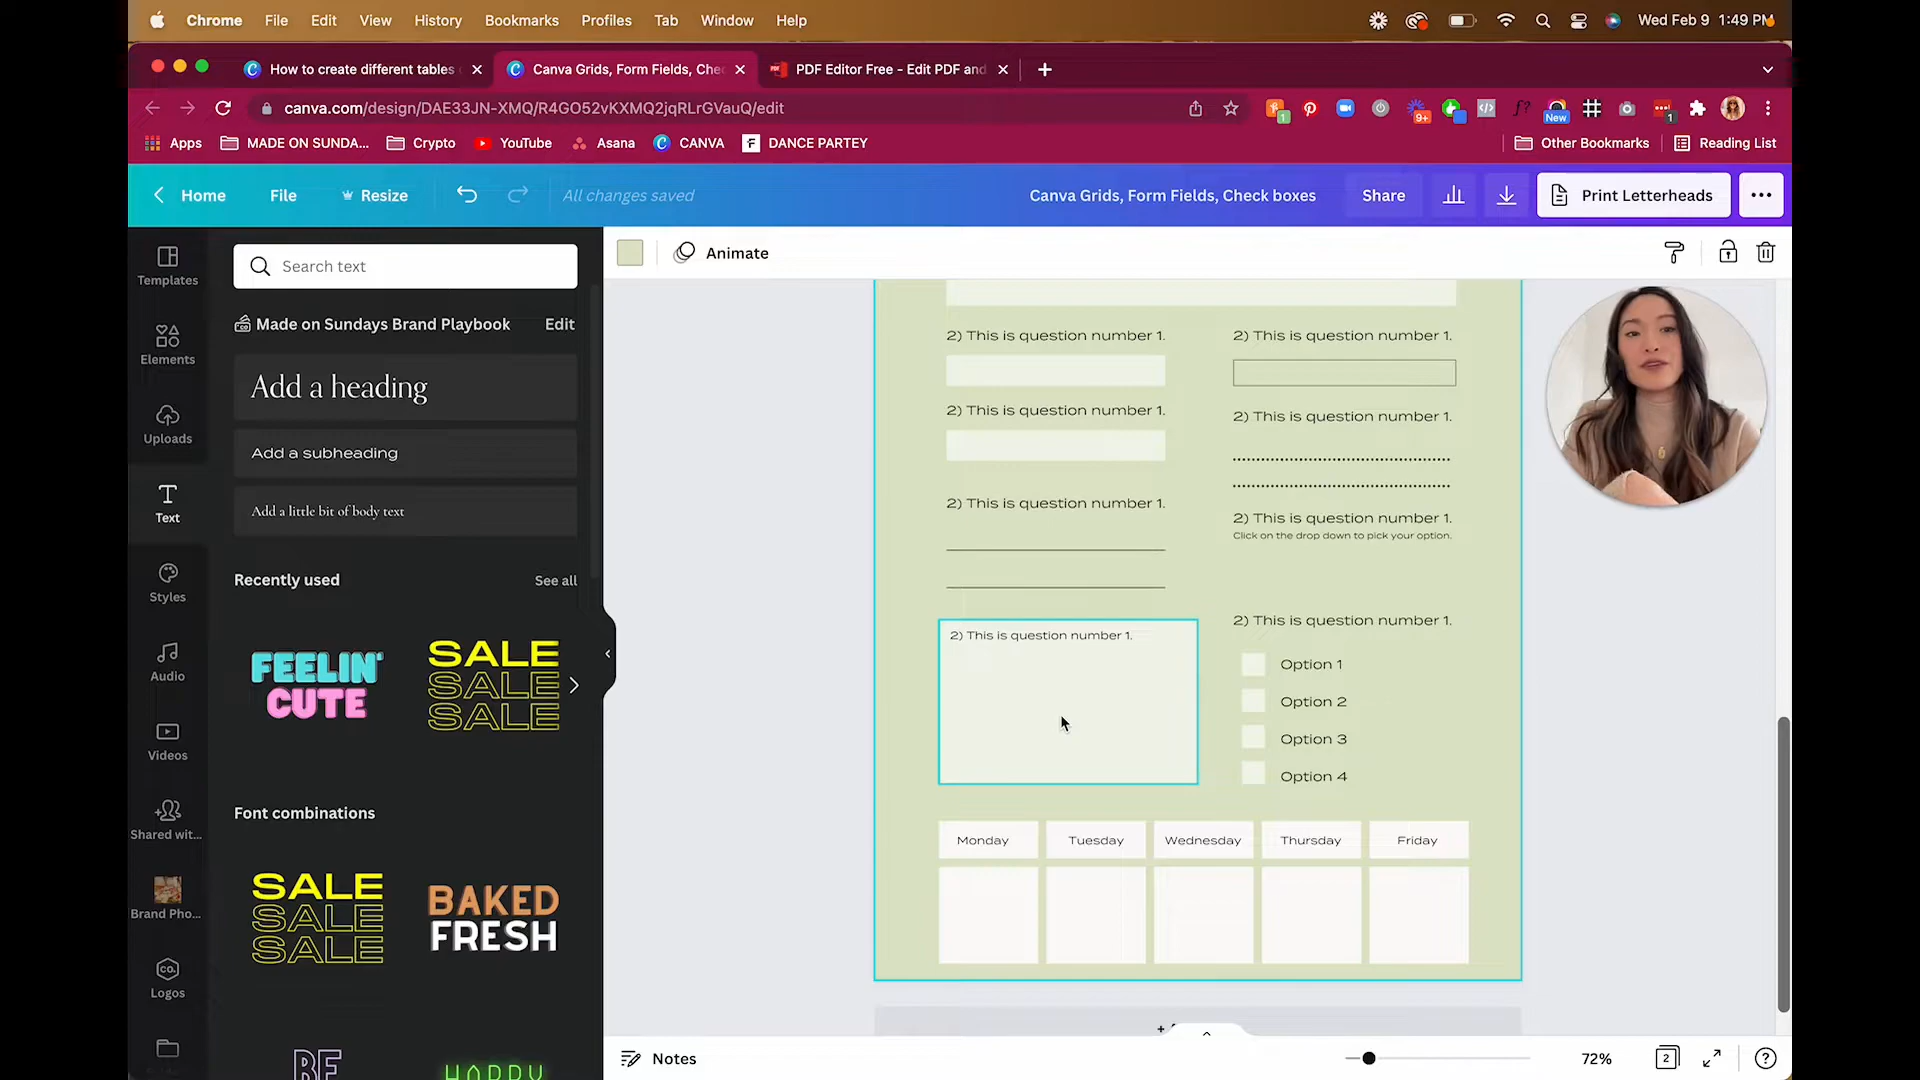 Chrome File Edit View History Bookmarks Profiles Tab Window Help Wed Feb 9 1:49 PM
How to create different tables Canva Grids, Form Fields, Che PDF Editor Free - Edit PDF and
canva.com/design/DAE33JN-XMQ/R4GO52vKXMQ2jqRLrGVauQ/edit
1 9+ New 1
Apps MADE ON SUNDA... Crypto YouTube Asana CANVA DANCE PARTEY Other Bookmarks Reading List
Home File Resize All changes saved Canva Grids, Form Fields, Check boxes Share Print Letterheads
Animate
Templates
Elements
Uploads
Text
Styles
Audio
Videos
Shared wit...
Brand Pho...
Logos
Search text
Made on Sundays Brand Playbook Edit
Add a heading
Add a subheading
Add a little bit of body text
Recently used See all
FEELIN'
CUTE
SALE
SALE
SALE
Font combinations
SALE
SALE
SALE
BAKED
FRESH
BE
HAPPY
2) This is question number 1.
2) This is question number 1.
2) This is question number 1.
2) This is question number 1.
2) This is question number 1.
2) This is question number 1.
2) This is question number 1.
Click on the drop down to pick your option.
2) This is question number 1.
Option 1
Option 2
Option 3
Option 4
Monday Tuesday Wednesday Thursday Friday
Notes 72% 2